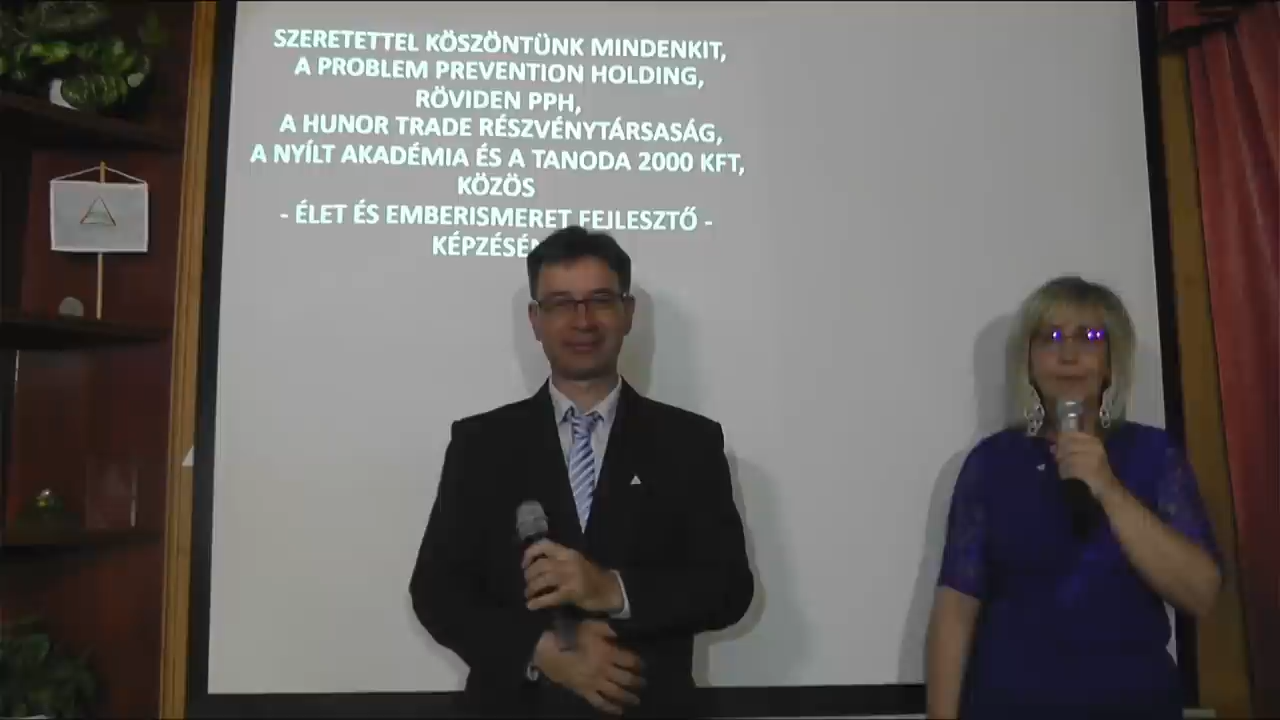 SZERETETTEL KÖSZÖNTÜNK MINDENKIT,
A PROBLEM PREVENTION HOLDING,
RÖVIDEN PPH,
A HUNOR TRADE RÉSZVÉNYTÁRSASÁG,
A NYÍLT AKADÉMIA ÉS A TANODA 2000 KFT,
KÖZÖS
- ÉLET ÉS EMBERISMERET FEJLESZTŐ -